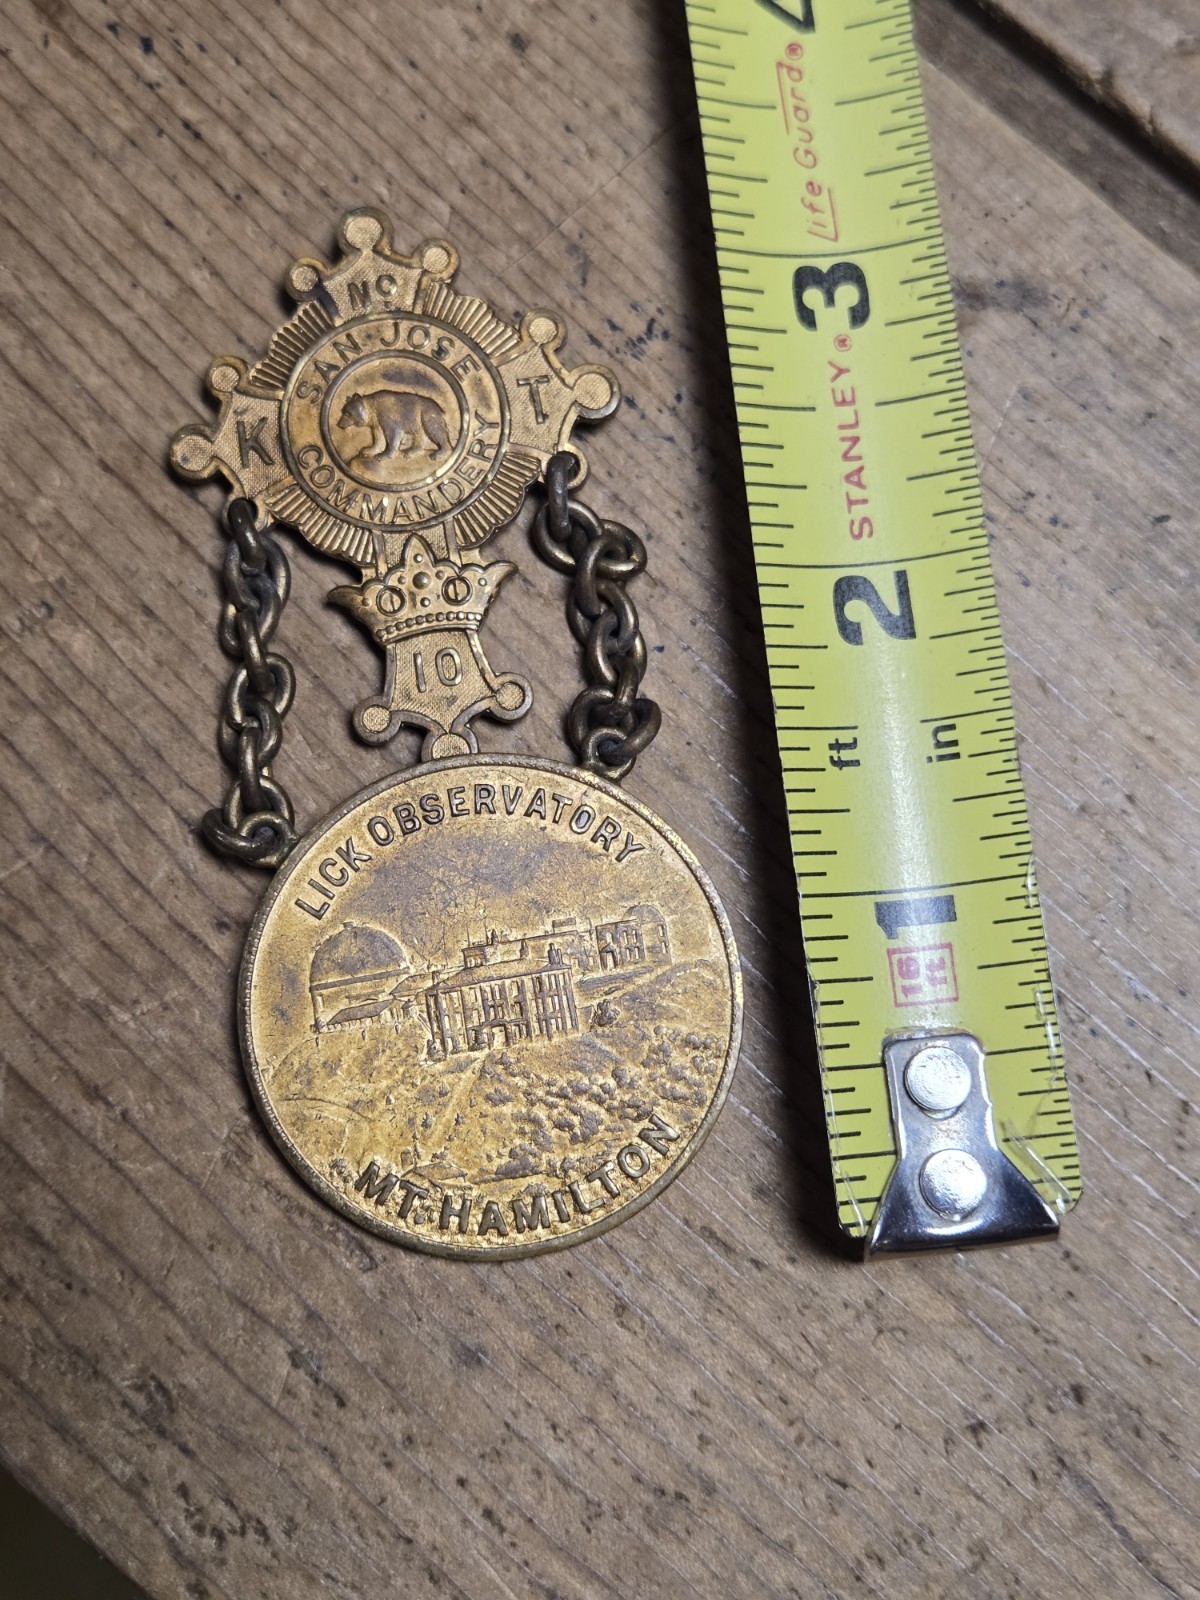 No
K T
SAN JOSE
COMMANDERY
10
LICK OBSERVATORY
MT. HAMILTON
4
Life Guard®
3
STANLEY®
2
ft
in
1
16
ft